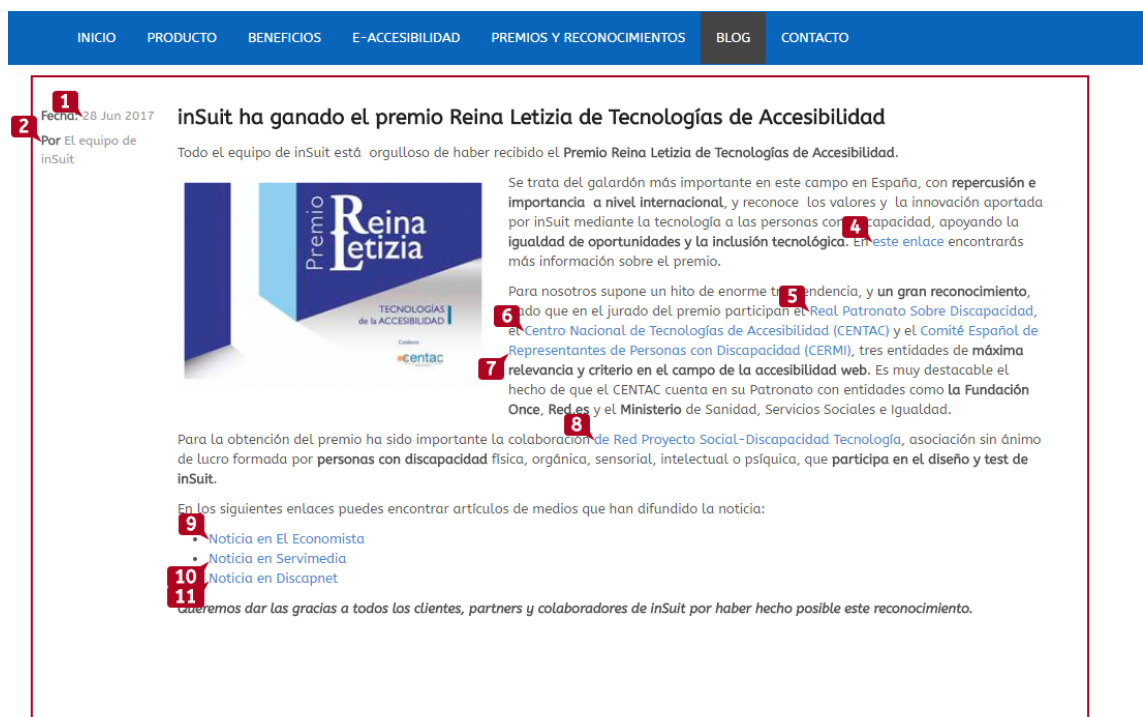 INICIO PRODUCTO BENEFICIOS E-ACCESIBILIDAD PREMIOS Y RECONOCIMIENTOS BLOG CONTACTO
1
Fecha: 28 Jun 2017
2
Por El equipo de
inSuit
inSuit ha ganado el premio Reina Letizia de Tecnologías de Accesibilidad
Todo el equipo de inSuit está orgulloso de haber recibido el Premio Reina Letizia de Tecnologías de Accesibilidad.
Premio
Reina
Letizia
TECNOLOGÍAS
de la ACCESIBILIDAD
centac
Se trata del galardón más importante en este campo en España, con repercusión e
importancia a nivel internacional, y reconoce los valores y la innovación aportada
por inSuit mediante la tecnología a las personas con capacidad, apoyando la
4
igualdad de oportunidades y la inclusión tecnológica. En este enlace encontrarás
más información sobre el premio.
Para nosotros supone un hito de enorme tr endencia, y un gran reconocimiento,
5
6
dado que en el jurado del premio participan el Real Patronato Sobre Discapacidad,
el Centro Nacional de Tecnologías de Accesibilidad (CENTAC) y el Comité Español de
Representantes de Personas con Discapacidad (CERMI), tres entidades de máxima
7
relevancia y criterio en el campo de la accesibilidad web. Es muy destacable el
hecho de que el CENTAC cuenta en su Patronato con entidades como la Fundación
Once, Red.es y el Ministerio de Sanidad, Servicios Sociales e Igualdad.
8
Para la obtención del premio ha sido importante la colaboración de Red Proyecto Social-Discapacidad Tecnología, asociación sin ánimo
de lucro formada por personas con discapacidad física, orgánica, sensorial, intelectual o psíquica, que participa en el diseño y test de
inSuit.
En los siguientes enlaces puedes encontrar artículos de medios que han difundido la noticia:
9
• Noticia en El Economista
• Noticia en Servimedia
10
Noticia en Discapnet
11
Queremos dar las gracias a todos los clientes, partners y colaboradores de inSuit por haber hecho posible este reconocimiento.